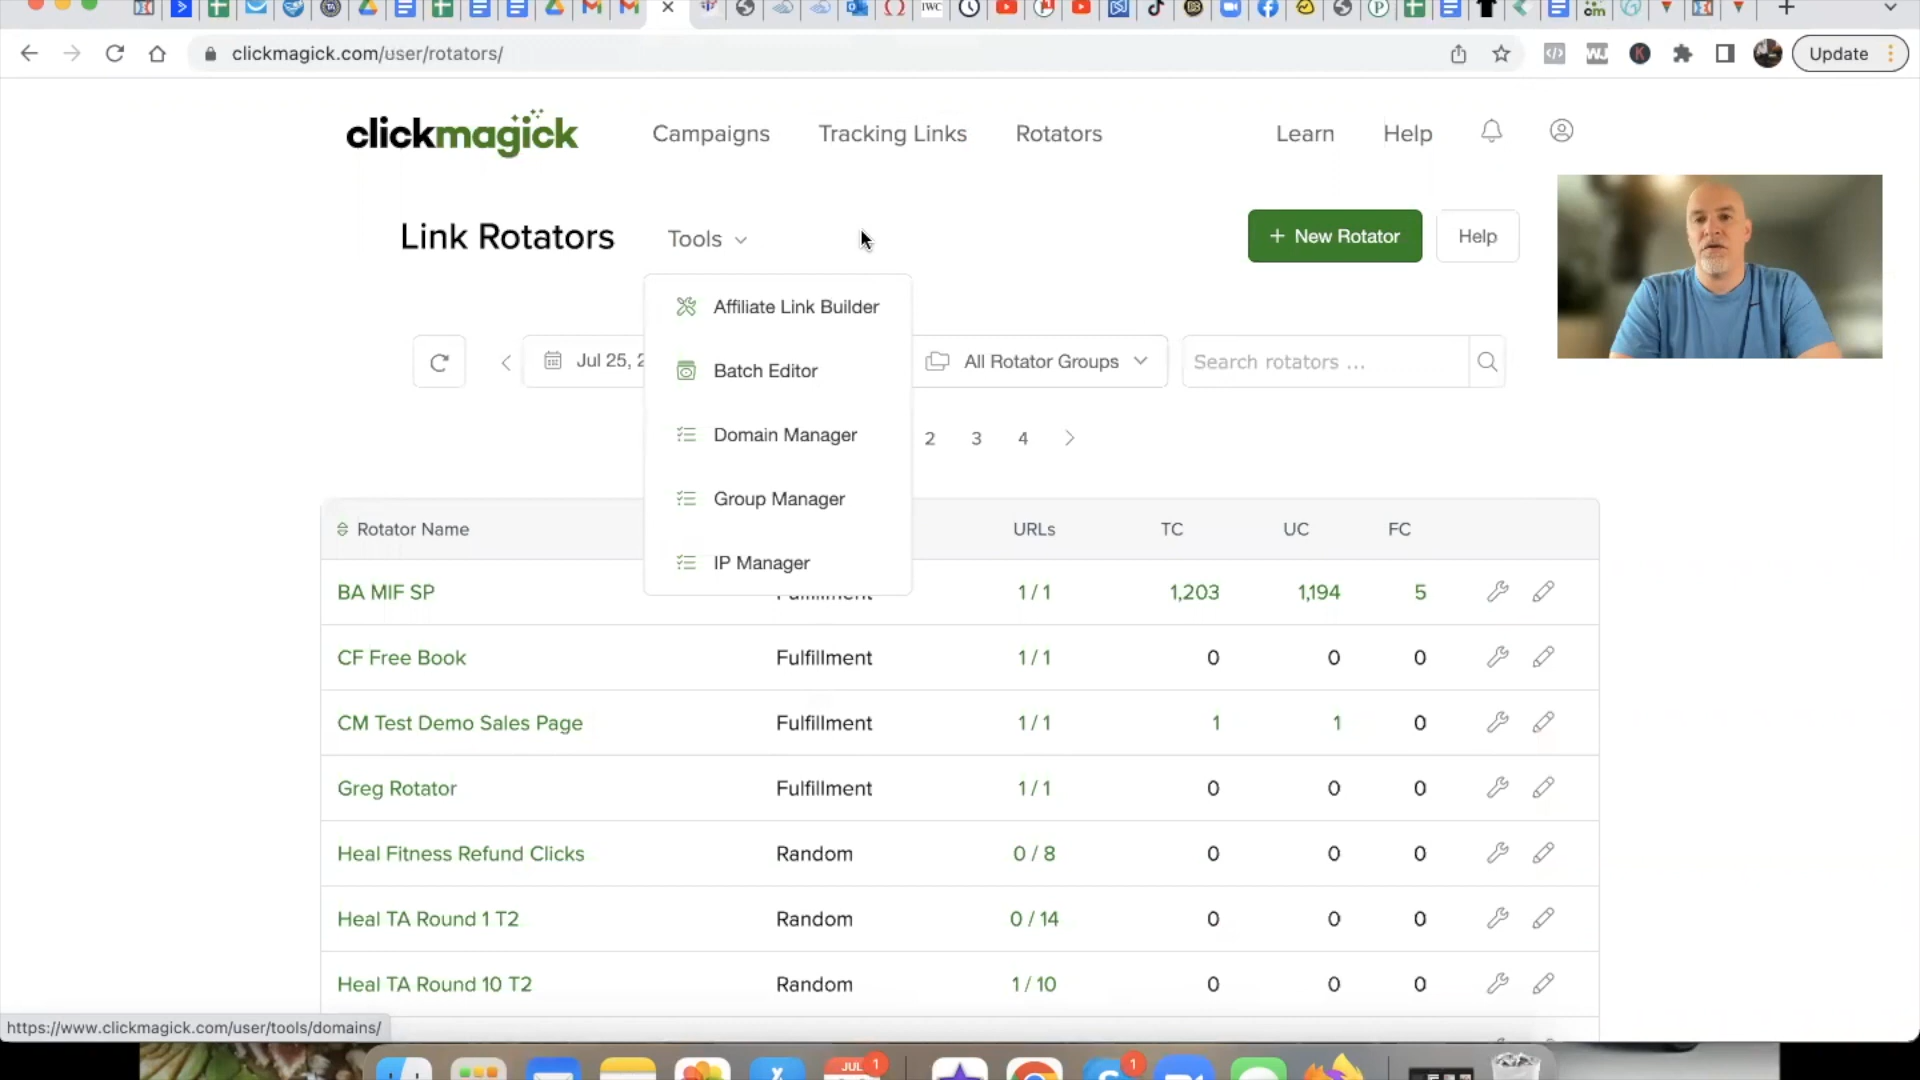 clickmagick.com/user/rotators/
Update
clickmagick
Campaigns
Tracking Links
Rotators
Learn
Help
Link Rotators
Tools
+ New Rotator
Help
Affiliate Link Builder
Batch Editor
Domain Manager
Group Manager
IP Manager
Jul 25, 2
All Rotator Groups
Search rotators ...
2 3 4
Rotator Name URLs TC UC FC
BA MIF SP Fulfillment 1 / 1 1,203 1,194 5
CF Free Book Fulfillment 1 / 1 0 0 0
CM Test Demo Sales Page Fulfillment 1 / 1 1 1 0
Greg Rotator Fulfillment 1 / 1 0 0 0
Heal Fitness Refund Clicks Random 0 / 8 0 0 0
Heal TA Round 1 T2 Random 0 / 14 0 0 0
Heal TA Round 10 T2 Random 1 / 10 0 0 0
https://www.clickmagick.com/user/tools/domains/
JUL 1
1